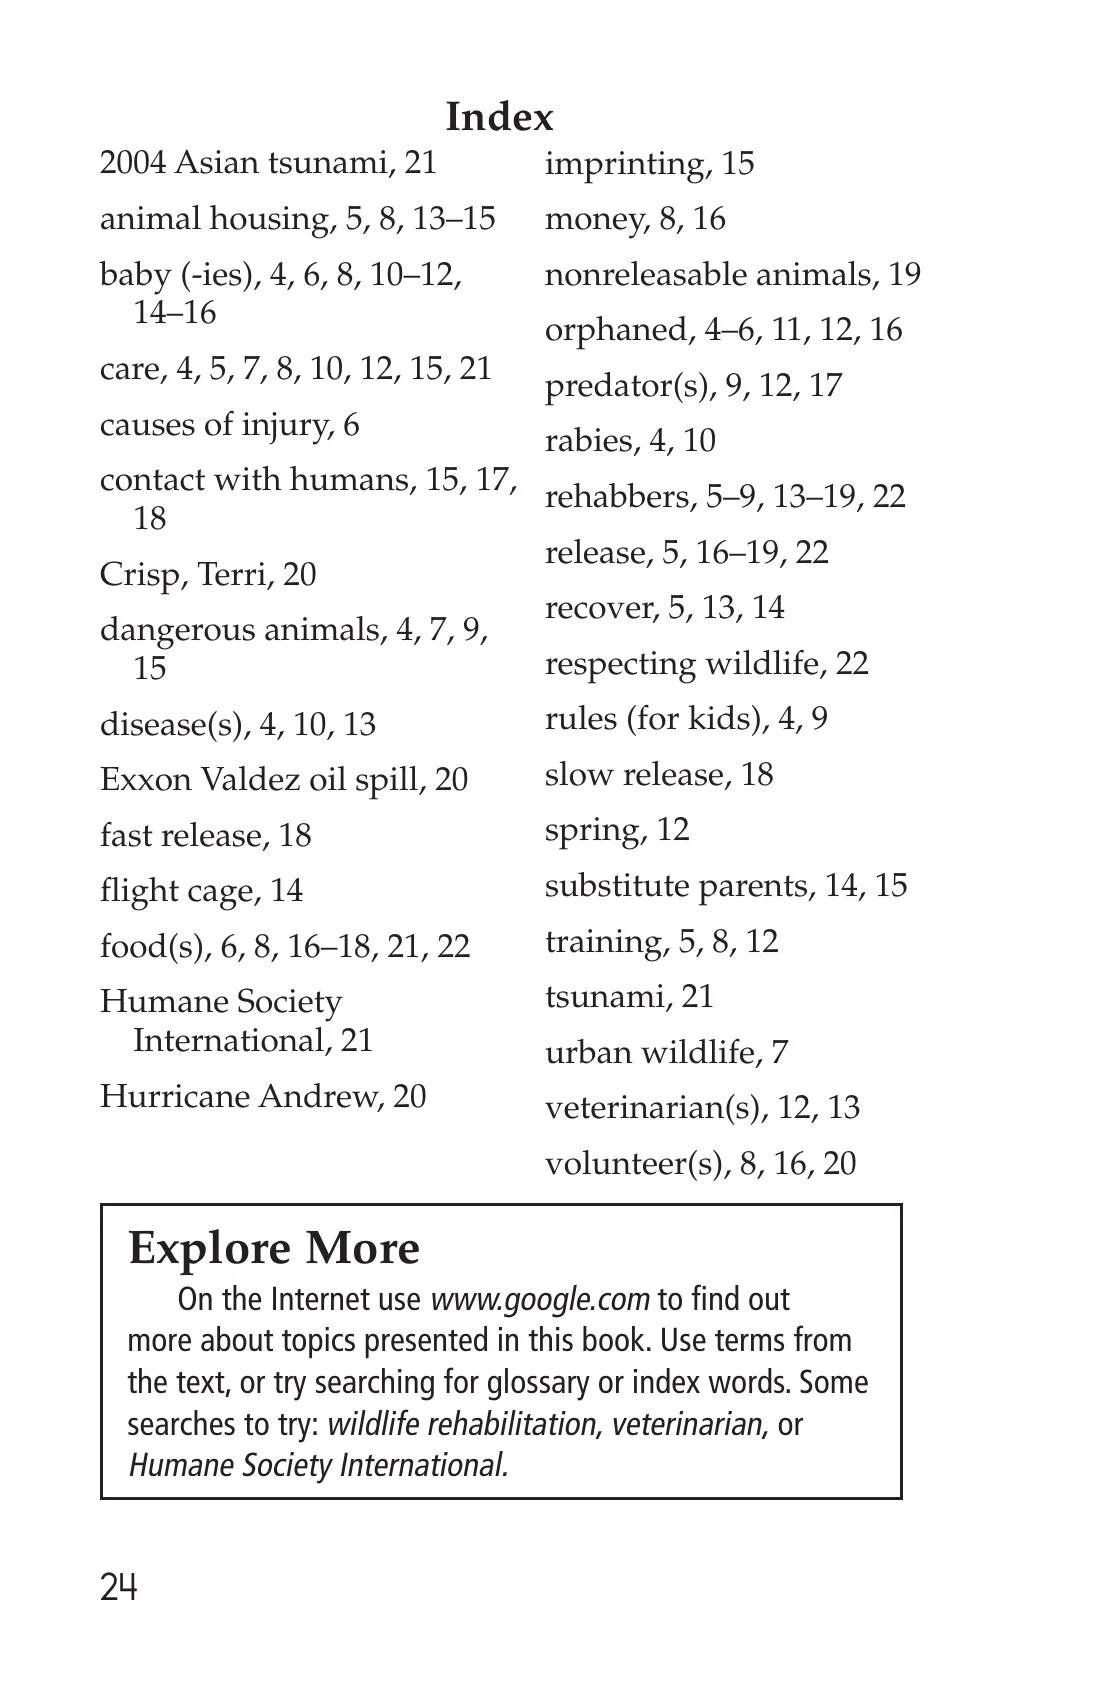 Index
2004 Asian tsunami, 21
animal housing, 5, 8, 13–15
baby (-ies), 4, 6, 8, 10–12,
14–16
care, 4, 5, 7, 8, 10, 12, 15, 21
causes of injury, 6
contact with humans, 15, 17,
18
Crisp, Terri, 20
dangerous animals, 4, 7, 9,
15
disease(s), 4, 10, 13
Exxon Valdez oil spill, 20
fast release, 18
flight cage, 14
food(s), 6, 8, 16–18, 21, 22
Humane Society
International, 21
Hurricane Andrew, 20
imprinting, 15
money, 8, 16
nonreleasable animals, 19
orphaned, 4–6, 11, 12, 16
predator(s), 9, 12, 17
rabies, 4, 10
rehabbers, 5–9, 13–19, 22
release, 5, 16–19, 22
recover, 5, 13, 14
respecting wildlife, 22
rules (for kids), 4, 9
slow release, 18
spring, 12
substitute parents, 14, 15
training, 5, 8, 12
tsunami, 21
urban wildlife, 7
veterinarian(s), 12, 13
volunteer(s), 8, 16, 20
Explore More
On the Internet use www.google.com to find out
more about topics presented in this book. Use terms from
the text, or try searching for glossary or index words. Some
searches to try: wildlife rehabilitation, veterinarian, or
Humane Society International.
24